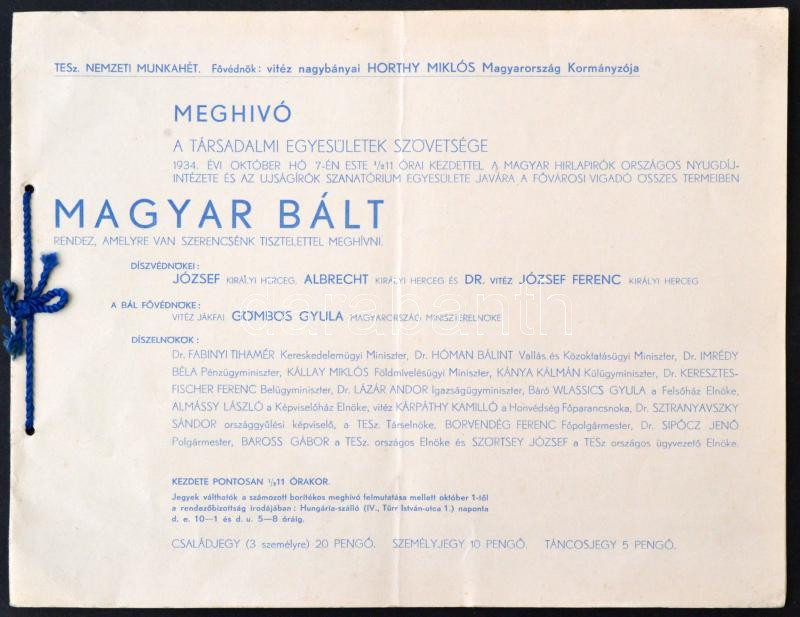 TESz. NEMZETI MUNKAHÉT. Fővédnök: vitéz nagybányai HORTHY MIKLÓS Magyarország Kormányzója
MEGHIVÓ
A TÁRSADALMI EGYESÜLETEK SZÖVETSÉGE
1934. ÉVI OKTÓBER HÓ 7-ÉN ESTE ½11 ÓRAI KEZDETTEL A MAGYAR HIRLAPIRÓK ORSZÁGOS NYUGDÍJ-
INTÉZETE ÉS AZ UJSÁGÍRÓK SZANATÓRIUM EGYESÜLETE JAVÁRA A FŐVÁROSI VIGADÓ ÖSSZES TERMEIBEN
MAGYAR BÁLT
RENDEZ, AMELYRE VAN SZERENCSÉNK TISZTELETTEL MEGHÍVNI.
DÍSZVÉDNÖKEI:
JÓZSEF KIRÁLYI HERCEG, ALBRECHT KIRÁLYI HERCEG ÉS DR. VITÉZ JÓZSEF FERENC KIRÁLYI HERCEG
A BÁL FŐVÉDNÖKE:
VITÉZ JÁKFAI GÖMBÖS GYULA MAGYARORSZÁG MINISZTERELNÖKE
DÍSZELNÖKÖK:
Dr. FABINYI TIHAMÉR Kereskedelemügyi Miniszter, Dr. HÓMAN BÁLINT Vallás és Közoktatásügyi Miniszter, Dr. IMRÉDY
BÉLA Pénzügyminiszter, KÁLLAY MIKLÓS Földmívelésügyi Miniszter, KÁNYA KÁLMÁN Külügyminiszter, Dr. KERESZTES-
FISCHER FERENC Belügyminiszter, Dr. LÁZÁR ANDOR Igazságügyminiszter, Báró WLASSICS GYULA a Felsőház Elnöke,
ALMÁSSY LÁSZLÓ a Képviselőház Elnöke, vitéz KÁRPÁTHY KAMILLÓ a Honvédség Főparancsnoka, Dr. SZTRANYAVSZKY
SÁNDOR országgyűlési képviselő, a TESz. Társelnöke, BORVENDÉG FERENC Főpolgármester, Dr. SIPŐCZ JENŐ
Polgármester, BAROSS GÁBOR a TESz. országos Elnöke és SZÖRTSEY JÓZSEF a TESz országos ügyvezető Elnöke.
KEZDETE PONTOSAN ½11 ÓRAKOR.
Jegyek válthatók a számozott borítékos meghívó felmutatása mellett október 1-től
a rendezőbizottság irodájában: Hungária-szálló (IV., Türr István-utca 1.) naponta
d. e. 10—1 és d. u. 5—8 óráig.
CSALÁDJEGY (3 személyre) 20 PENGŐ. SZEMÉLYJEGY 10 PENGŐ. TÁNCOSJEGY 5 PENGŐ.
darabanth